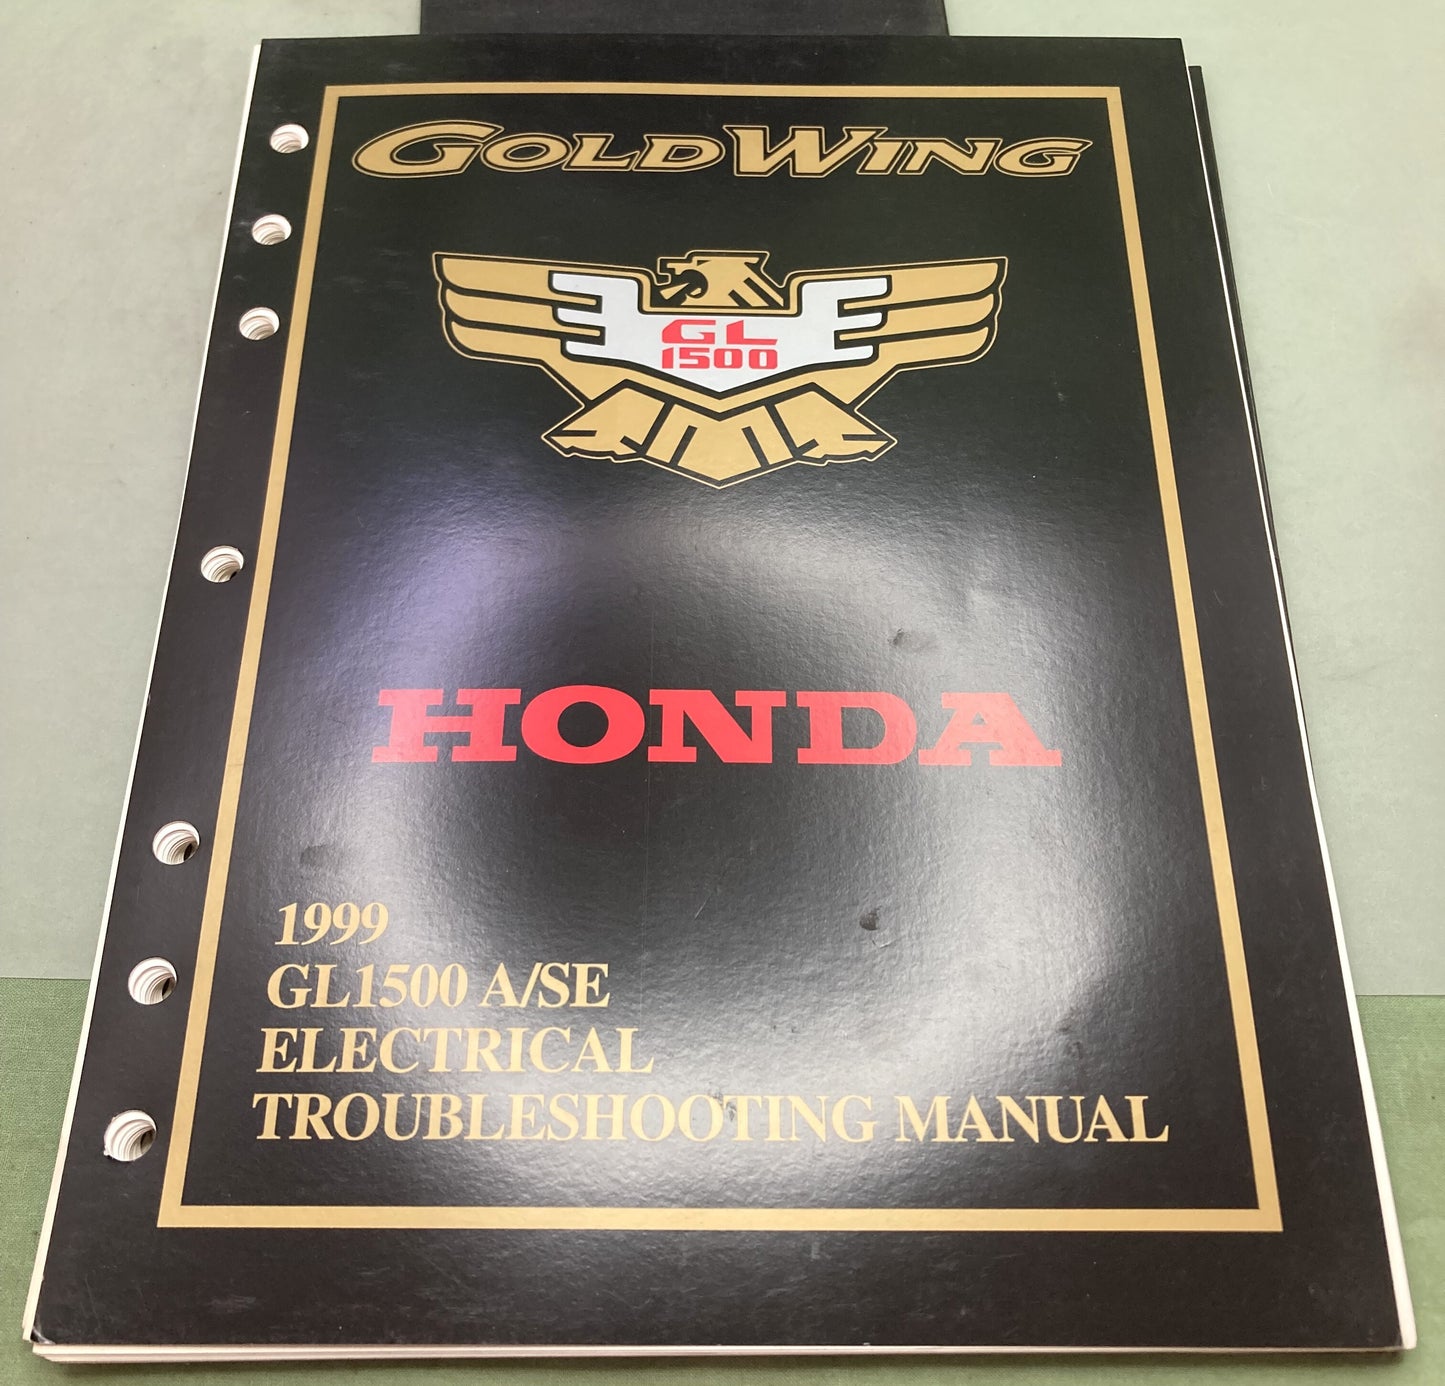 GOLDWING
GL
1500
HONDA
1999
GL1500 A/SE
ELECTRICAL
TROUBLESHOOTING MANUAL